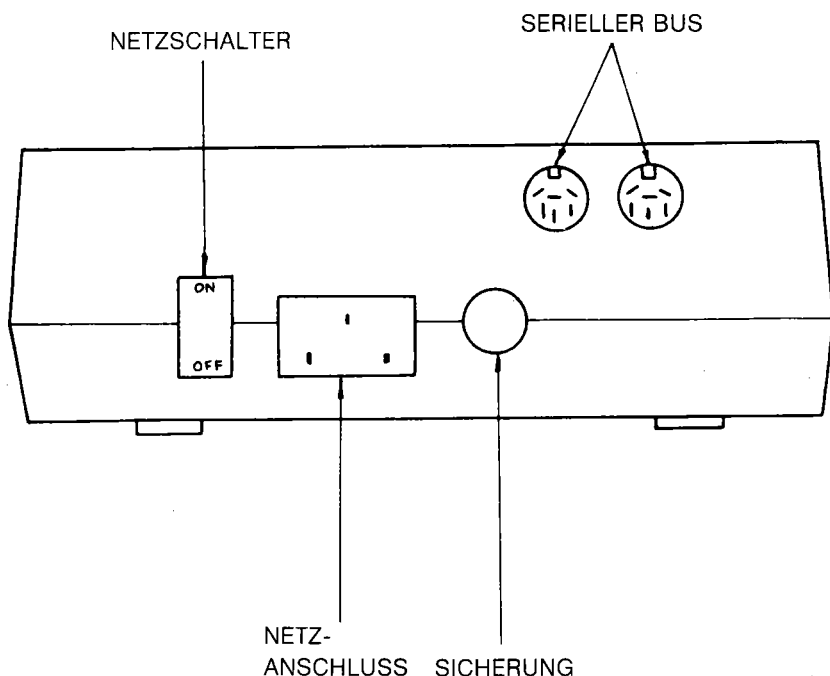 NETZSCHALTER
SERIELLER BUS
ON
OFF
NETZ-
ANSCHLUSS
SICHERUNG